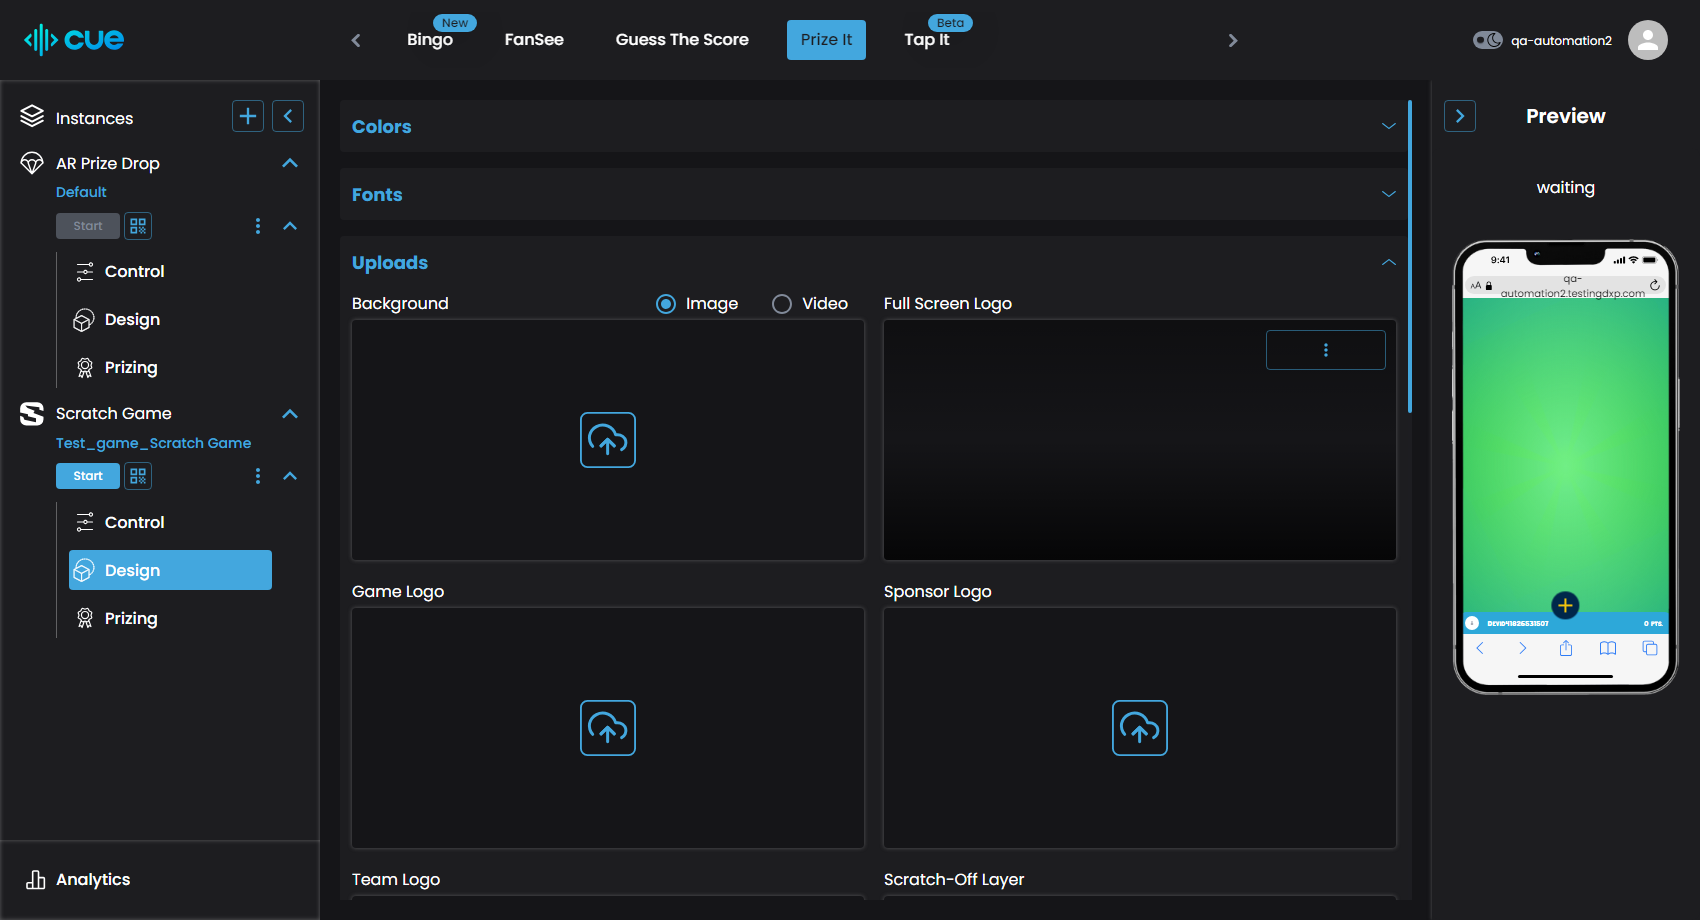 cue
New
Beta
Bingo
FanSee
Guess The Score
Prize It
Tap It
qa-automation2
Instances
AR Prize Drop
Default
Start
Control
Design
Prizing
Scratch Game
Test_game_Scratch Game
Start
Control
Design
Prizing
Analytics
Colors
Fonts
Uploads
Background
Image
Video
Full Screen Logo
Game Logo
Sponsor Logo
Team Logo
Scratch-Off Layer
Preview
waiting
9:41
AA
qa-
automation2.testingdxp.com
0 PTS.